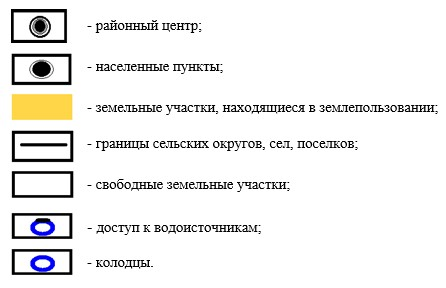 - районный центр;
- населенные пункты;
- земельные участки, находящиеся в землепользовании;
- границы сельских округов, сел, поселков;
- свободные земельные участки;
- доступ к водоисточникам;
- колодцы.